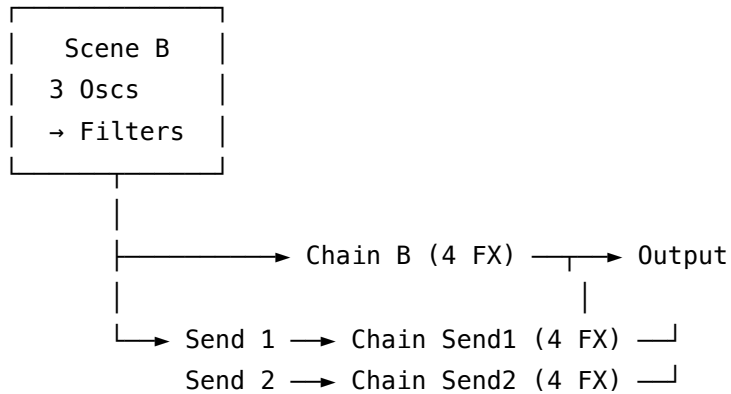 Scene B
3 Oscs
→ Filters
Chain B (4 FX) Output
Send 1 Chain Send1 (4 FX)
Send 2 Chain Send2 (4 FX)